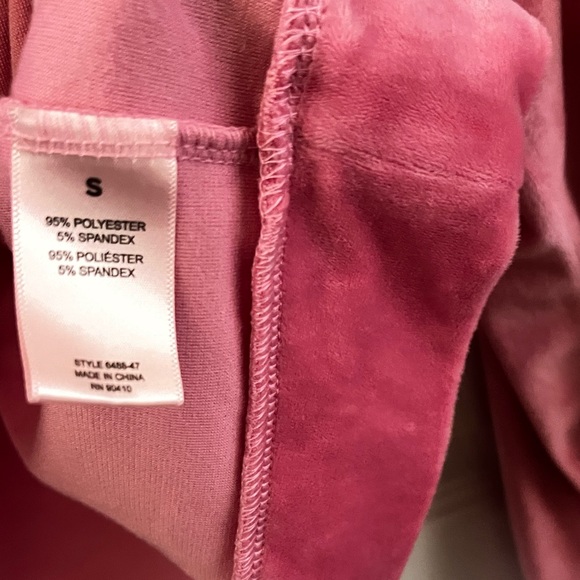 S
95% POLYESTER
5% SPANDEX
95% POLIÉSTER
5% SPANDEX
STYLE 6488-47
MADE IN CHINA
RN 90410